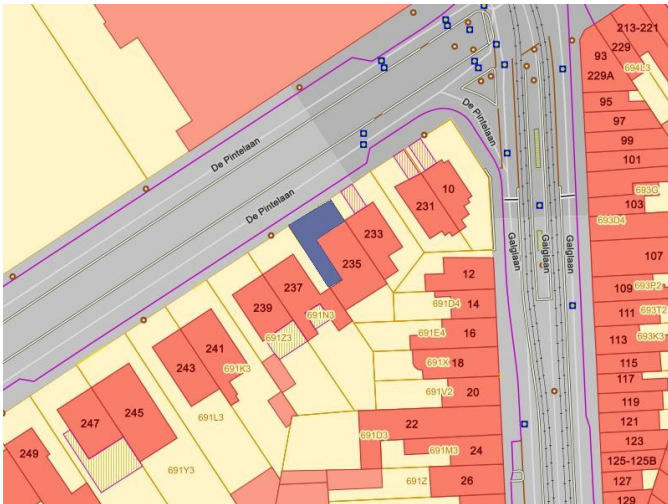 213-221
93
229
229A
694L3
95
97
99
101
693G
103
693D4
107
109
693P2
111
693T2
113
693K3
115
117
119
121
123
125-125B
127
129
De Pintelaan
De Pintelaan
De Pintelaan
Galglaan
Galglaan
Galglaan
10
231
233
235
237
239
691N3
691Z3
241
243
691K3
691L3
245
247
691Y3
249
12
691D4
14
691E4
16
691X
18
691V2
20
22
691D3
691M3
24
691Z
26